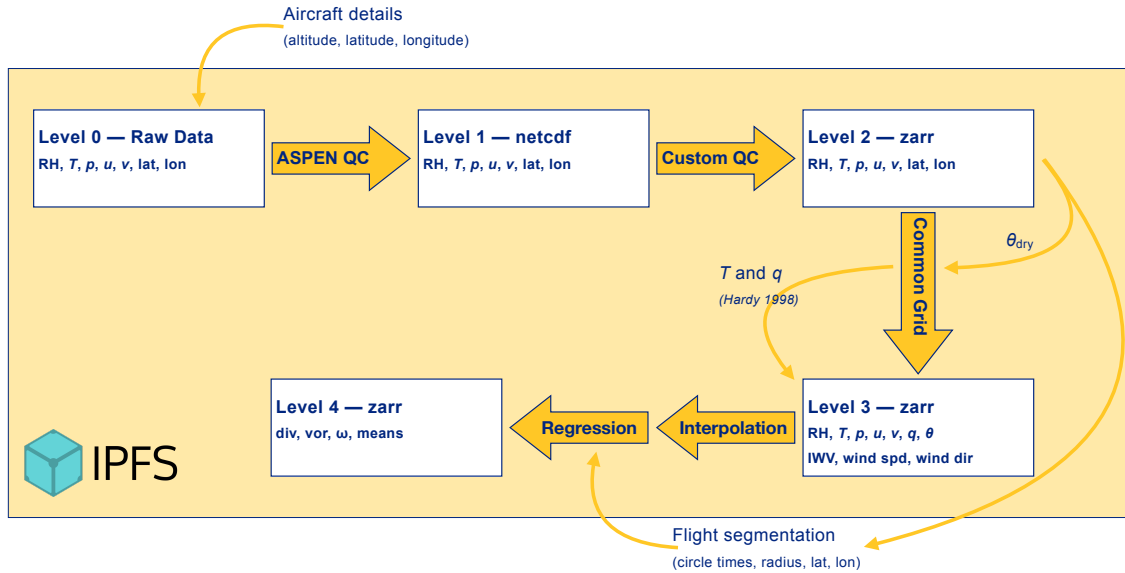 Aircraft details
(altitude, latitude, longitude)
Level 0 — Raw Data
RH, T, p, u, v, lat, lon
ASPEN QC
Level 1 — netcdf
RH, T, p, u, v, lat, lon
Custom QC
Level 2 — zarr
RH, T, p, u, v, lat, lon
θdry
Common Grid
T and q
(Hardy 1998)
Level 3 — zarr
RH, T, p, u, v, q, θ
IWV, wind spd, wind dir
Interpolation
Regression
Level 4 — zarr
div, vor, ω, means
IPFS
Flight segmentation
(circle times, radius, lat, lon)